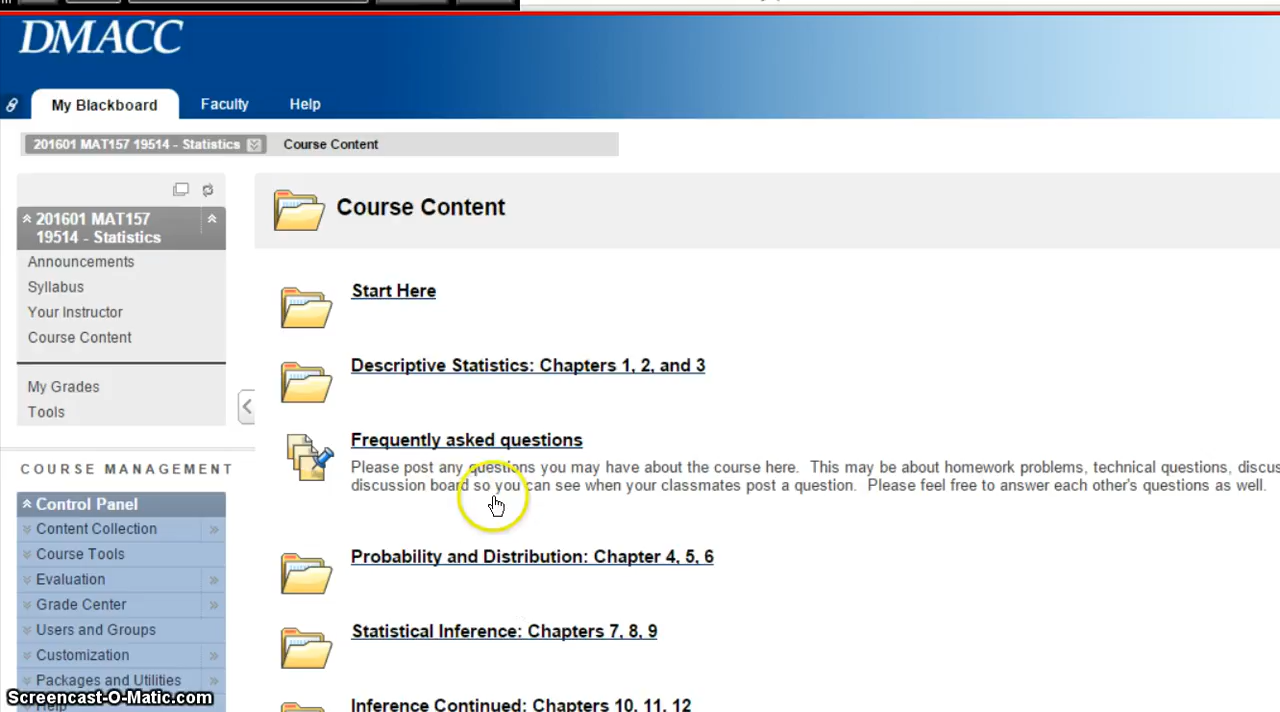 DMACC
My Blackboard
Faculty
Help
201601 MAT157 19514 - Statistics
Course Content
201601 MAT157
19514 - Statistics
Announcements
Syllabus
Your Instructor
Course Content
My Grades
Tools
COURSE MANAGEMENT
Control Panel
Content Collection
Course Tools
Evaluation
Grade Center
Users and Groups
Customization
Packages and Utilities
Help
Course Content
Start Here
Descriptive Statistics: Chapters 1, 2, and 3
Frequently asked questions
Please post any questions you may have about the course here. This may be about homework problems, technical questions,
discussion board so you can see when your classmates post a question. Please feel free to answer each other's questions as well.
Probability and Distribution: Chapter 4, 5, 6
Statistical Inference: Chapters 7, 8, 9
Inference Continued: Chapters 10, 11, 12
Screencast-O-Matic.com